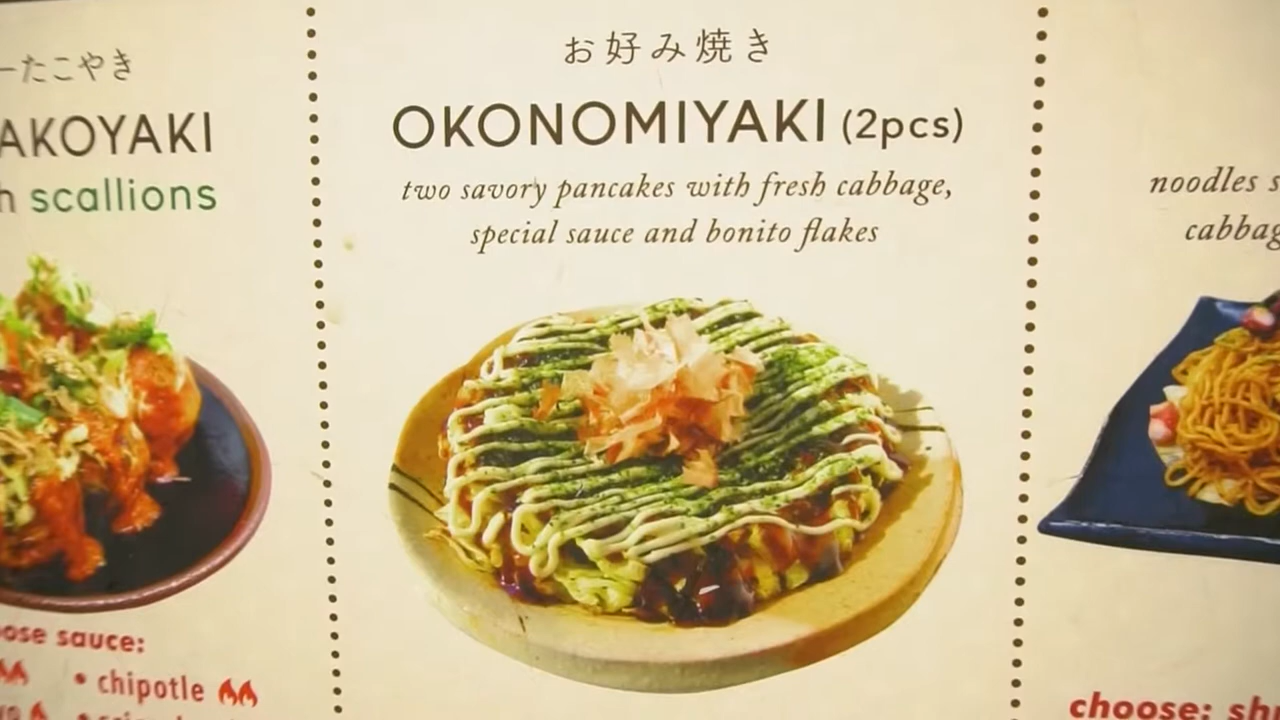 ーたこやき
AKOYAKI
h scallions
ose sauce:
• chipotle
お好み焼き
OKONOMIYAKI (2pcs)
two savory pancakes with fresh cabbage,
special sauce and bonito flakes
noodles s
cabbag
choose: shr